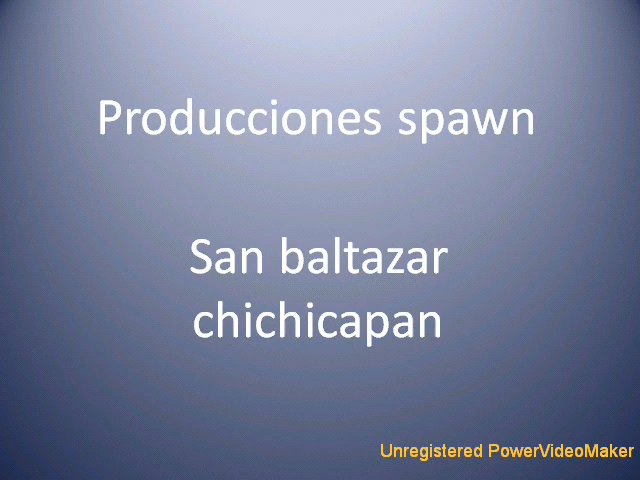 Producciones spawn
San baltazar
chichicapan
Unregistered PowerVideoMaker